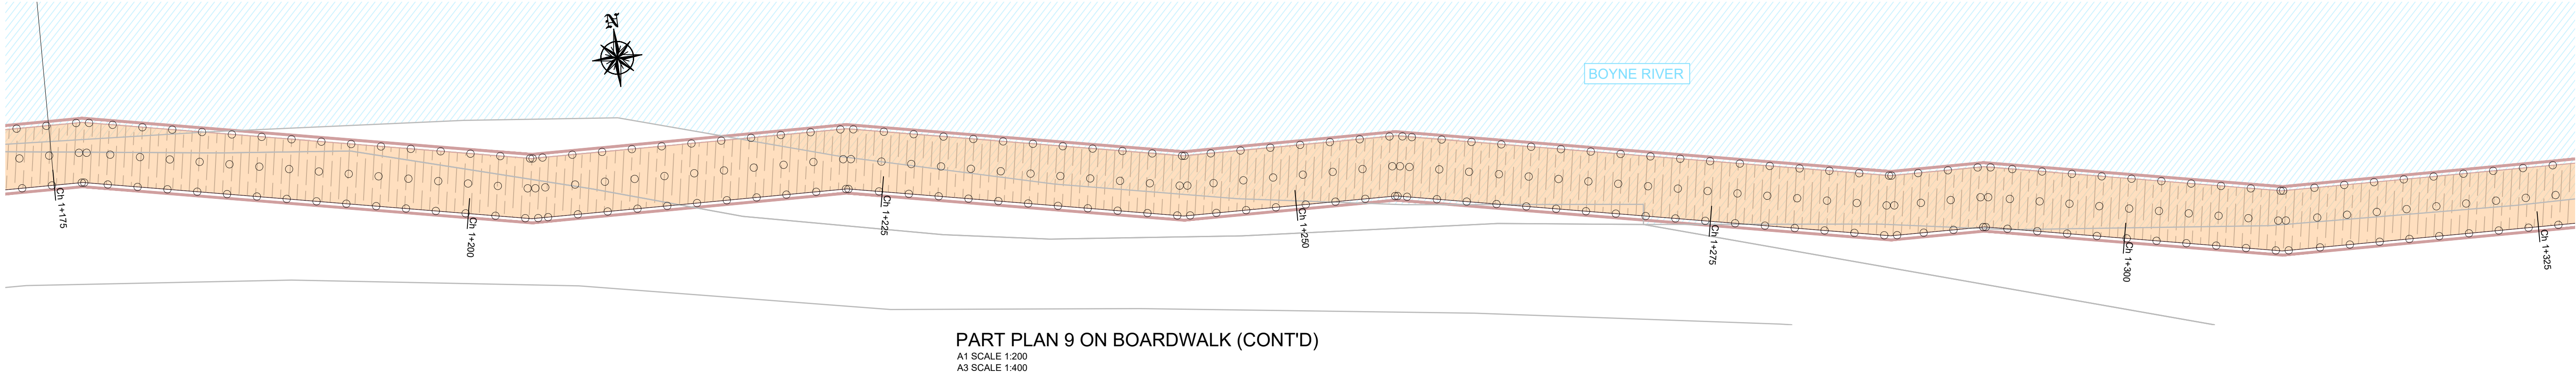 N
BOYNE RIVER
Ch 1+175
Ch 1+200
Ch 1+225
Ch 1+250
Ch 1+275
Ch 1+300
Ch 1+325
PART PLAN 9 ON BOARDWALK (CONT'D)
A1 SCALE 1:200
A3 SCALE 1:400